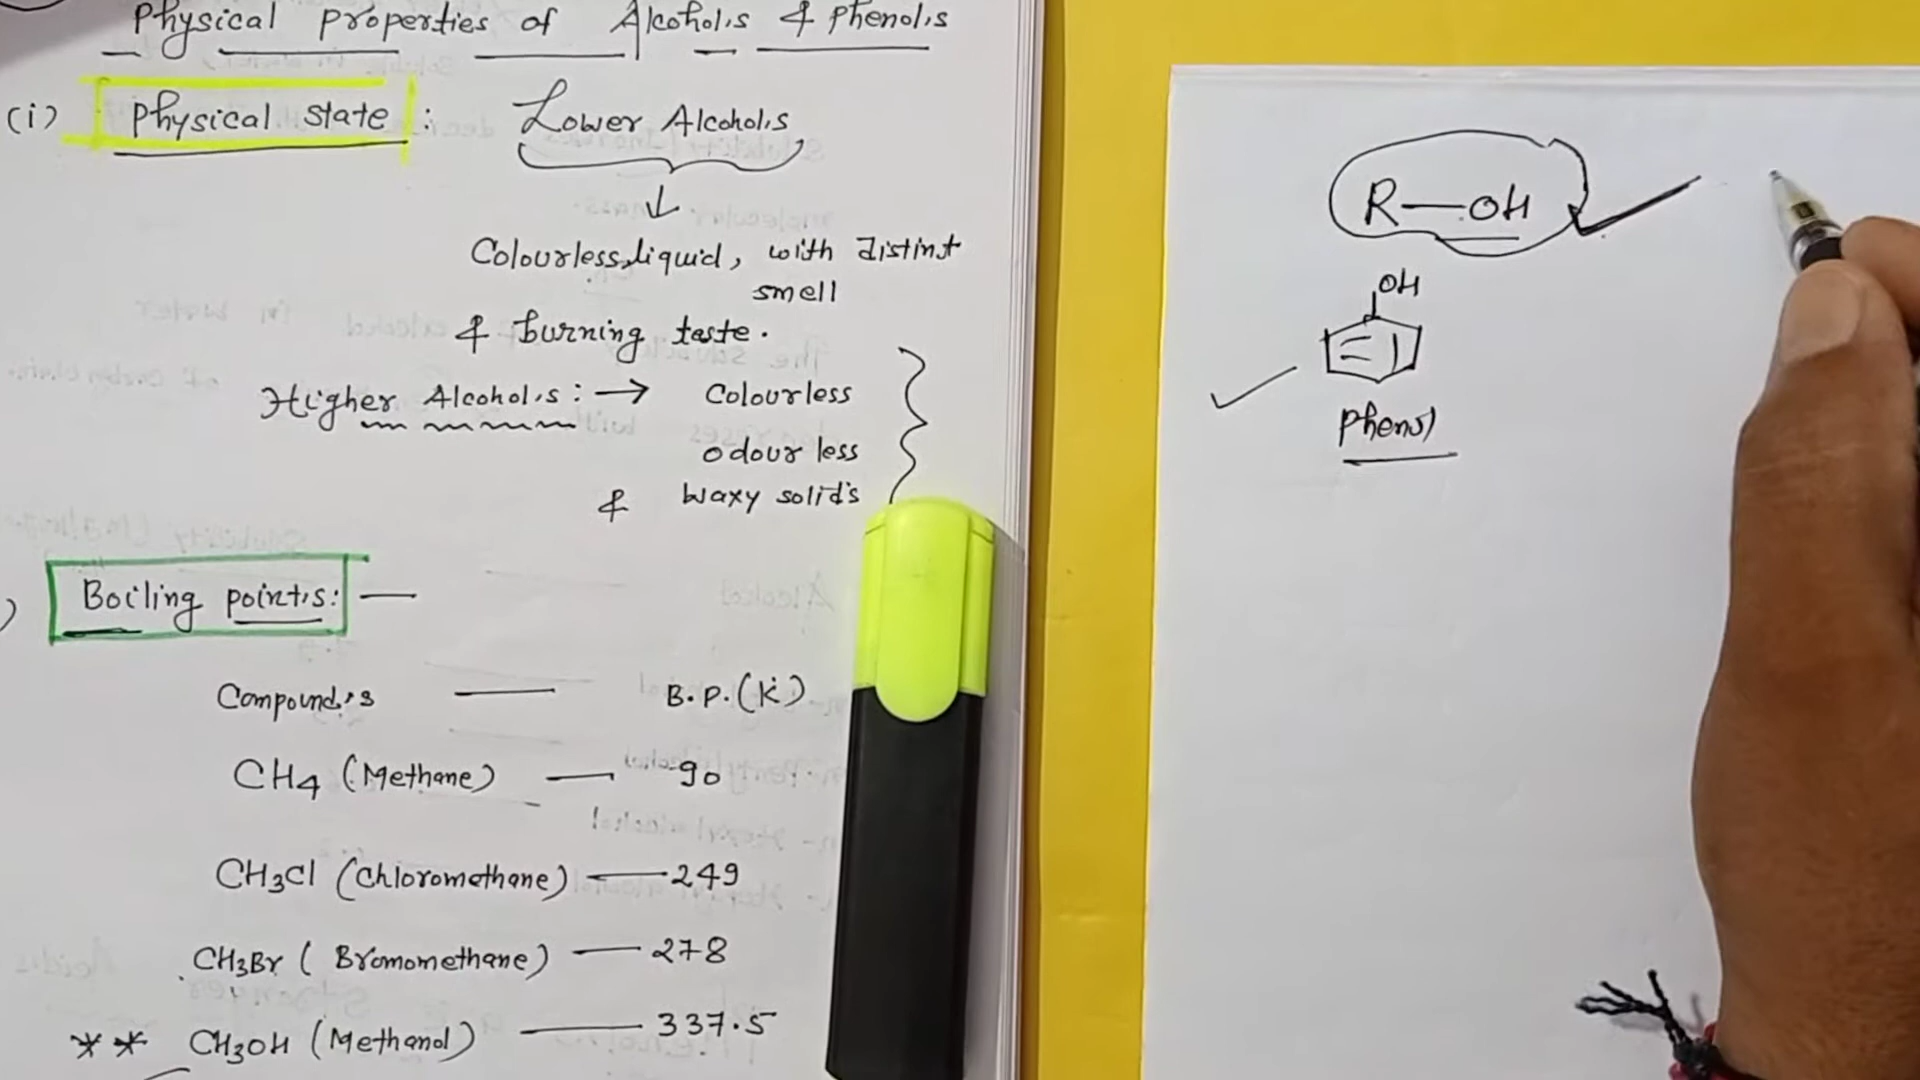 Physical properties of Alcohols & Phenols
(i) Physical state : Lower Alcohols
Colourless, liquid, with distinct
smell
& burning taste.
Higher Alcohols : → Colourless
odourless
& waxy solids
) Boiling points: —
Compounds — B.P.(K)
CH4 (Methane) — 90
CH3Cl (Chloromethane) — 249
CH3Br (Bromomethane) — 278
** CH3OH (Methanol) — 337.5
R—OH
OH
Phenol